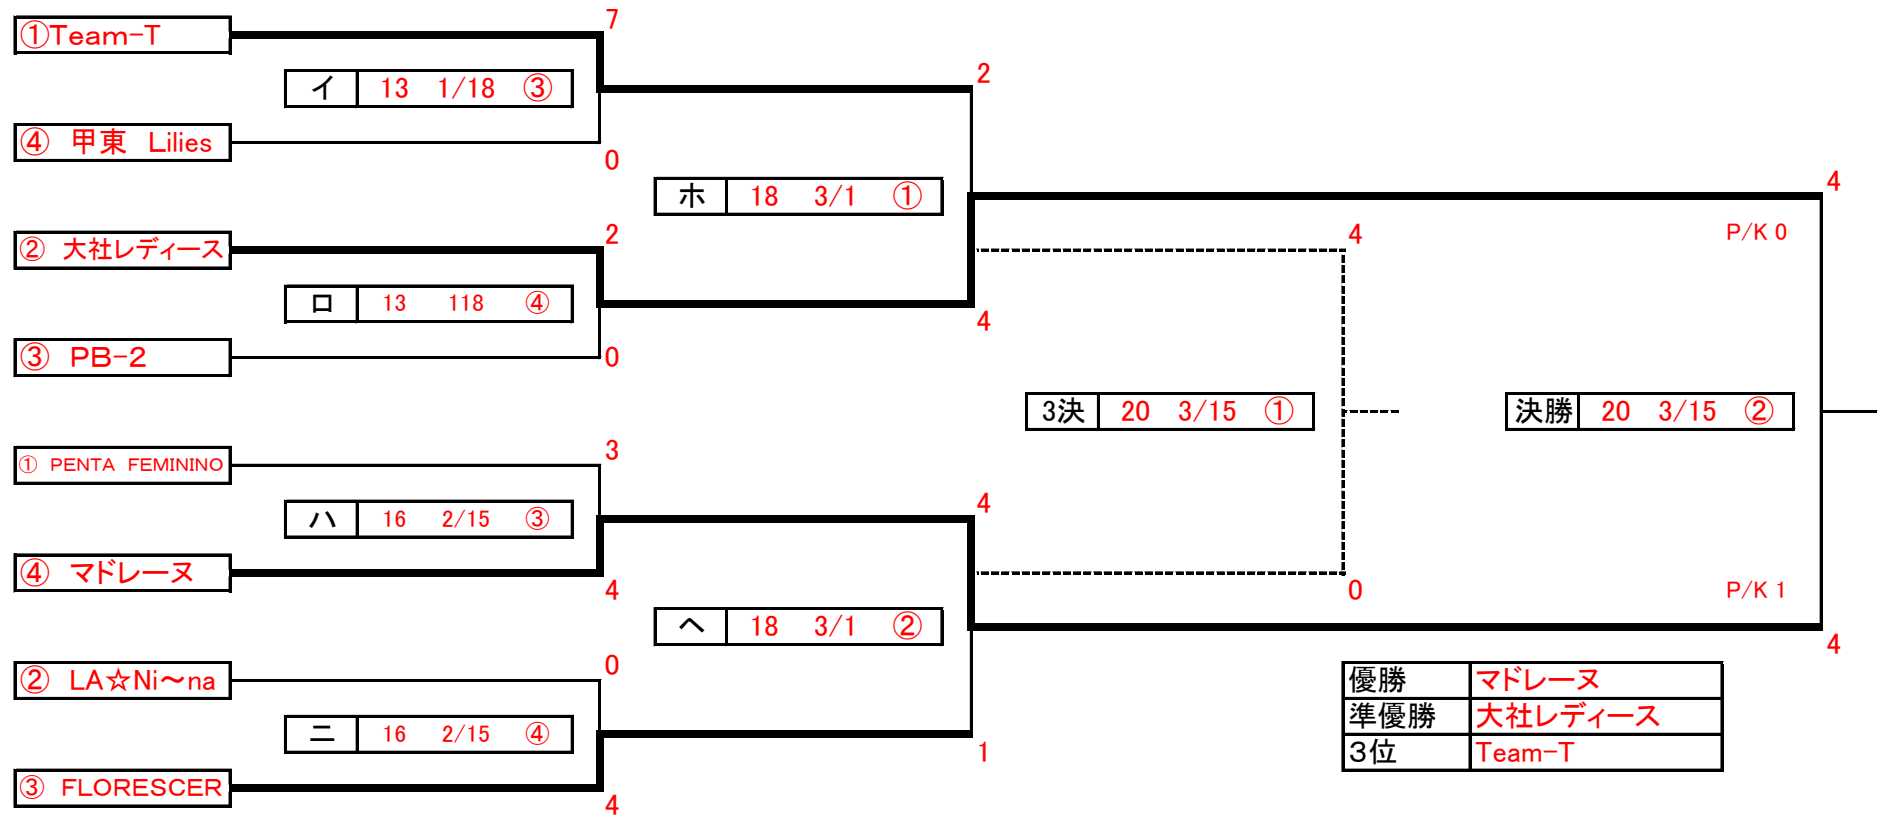 7
①Team-T
2
イ 13 1/18 ③
④ 甲東 Lilies
0
4
ホ 18 3/1 ①
2
4
P/K 0
② 大社レディース
ロ 13 118 ④
4
③ PB-2
0
3決 20 3/15 ①
決勝 20 3/15 ②
3
① PENTA FEMININO
4
ハ 16 2/15 ③
④ マドレーヌ
4
0
P/K 1
ヘ 18 3/1 ②
4
0
② LA☆Ni~na
優勝 マドレーヌ
準優勝 大社レディース
ニ 16 2/15 ④
1
3位 Team-T
③ FLORESCER
4